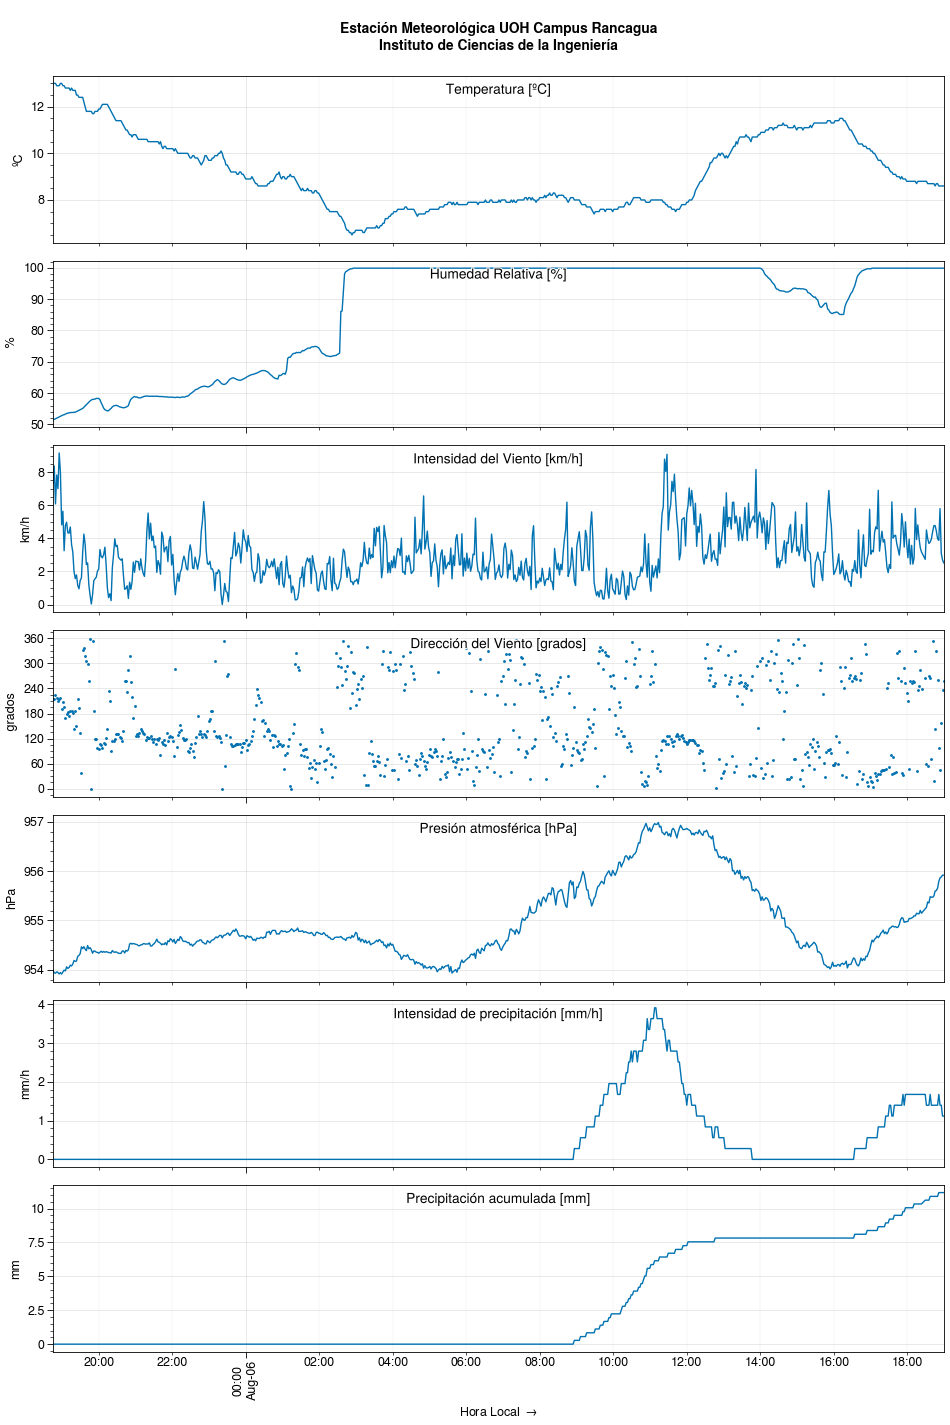 Estación Meteorológica UOH Campus Rancagua
Instituto de Ciencias de la Ingeniería
Temperatura [ºC]
12
10
8
ºC
Humedad Relativa [%]
100
90
80
70
60
50
%
Intensidad del Viento [km/h]
8
6
4
2
0
km/h
Dirección del Viento [grados]
360
300
240
180
120
60
0
grados
Presión atmosférica [hPa]
957
956
955
954
hPa
Intensidad de precipitación [mm/h]
4
3
2
1
0
mm/h
Precipitación acumulada [mm]
10
7.5
5
2.5
0
mm
20:00 22:00 00:00 02:00 04:00 06:00 08:00 10:00 12:00 14:00 16:00 18:00
Aug-06
Hora Local →